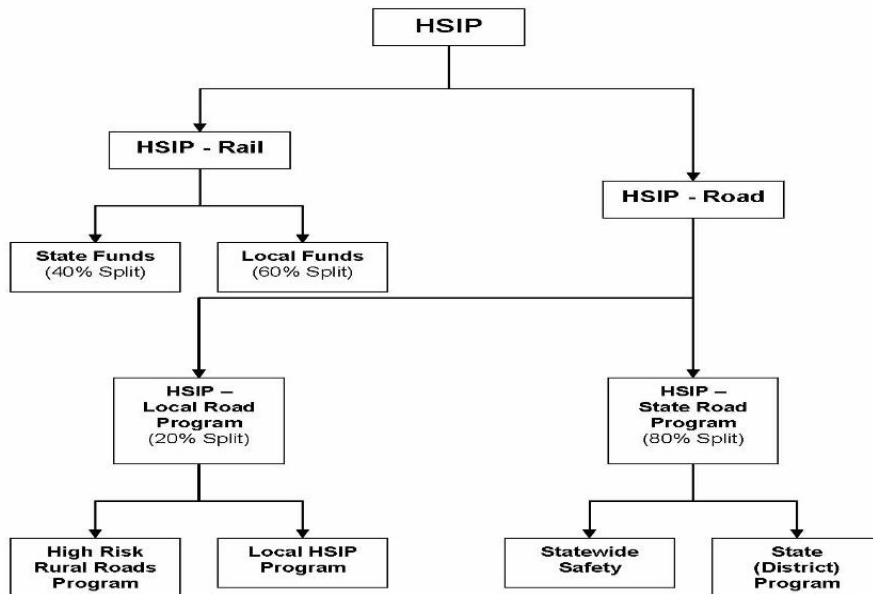 HSIP
HSIP - Rail
HSIP - Road
State Funds
(40% Split)
Local Funds
(60% Split)
HSIP –
Local Road
Program
(20% Split)
HSIP –
State Road
Program
(80% Split)
High Risk
Rural Roads
Program
Local HSIP
Program
Statewide
Safety
State
(District)
Program